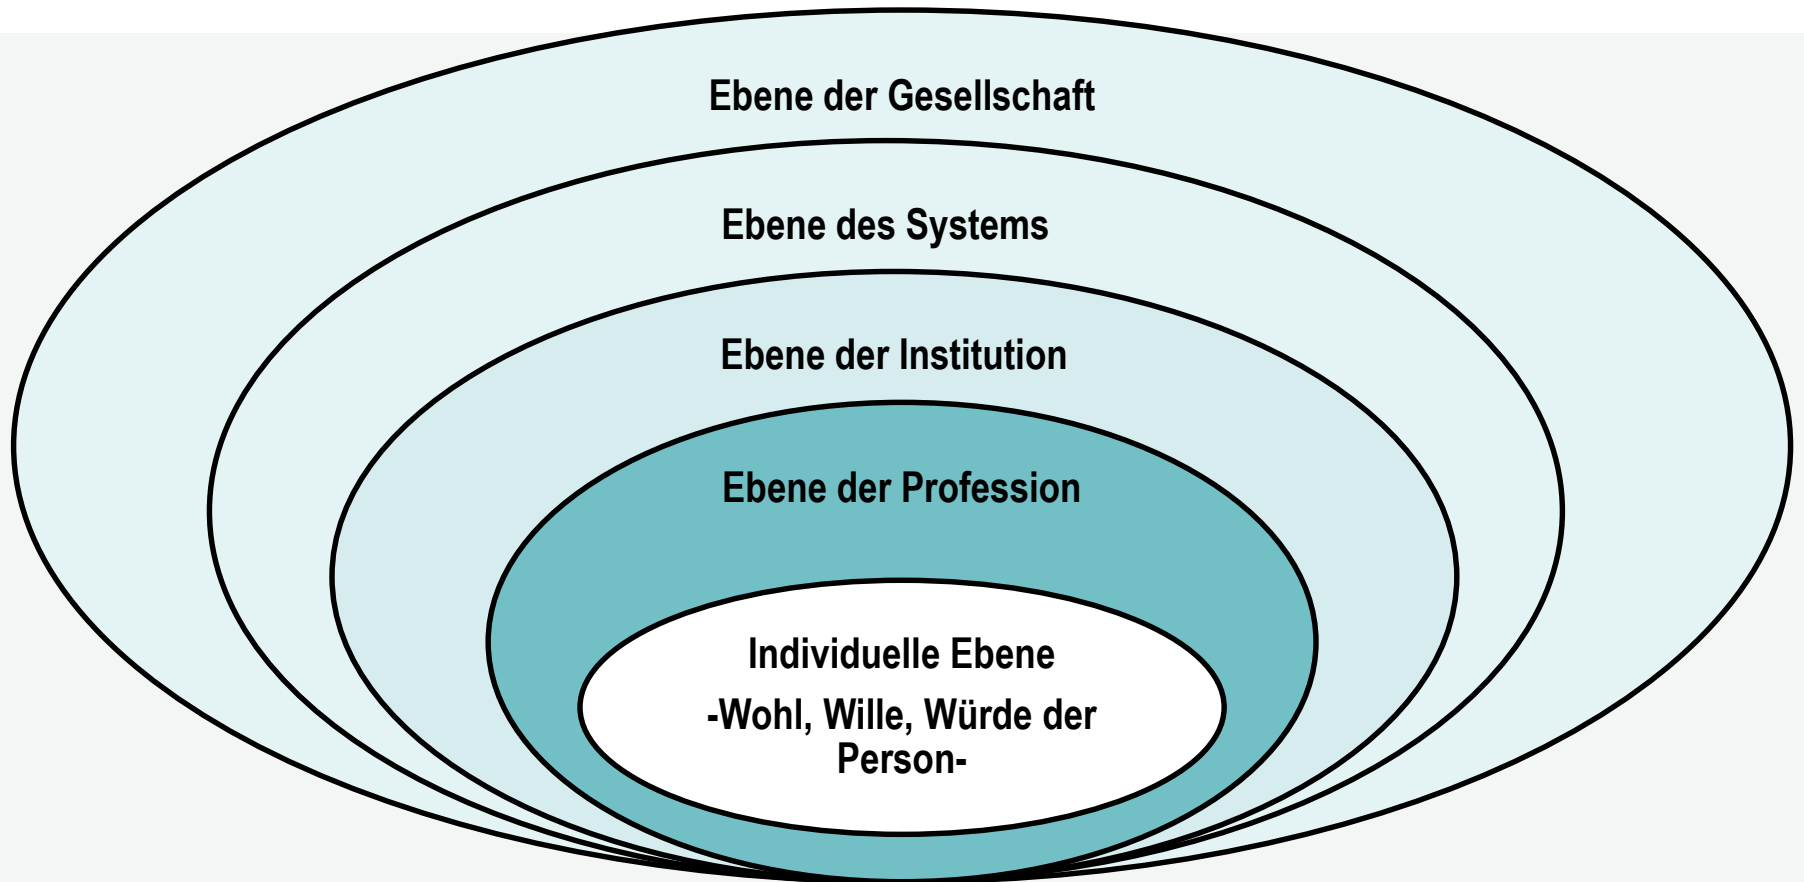 Ebene der Gesellschaft
Ebene des Systems
Ebene der Institution
Ebene der Profession
Individuelle Ebene
-Wohl, Wille, Würde der
Person-